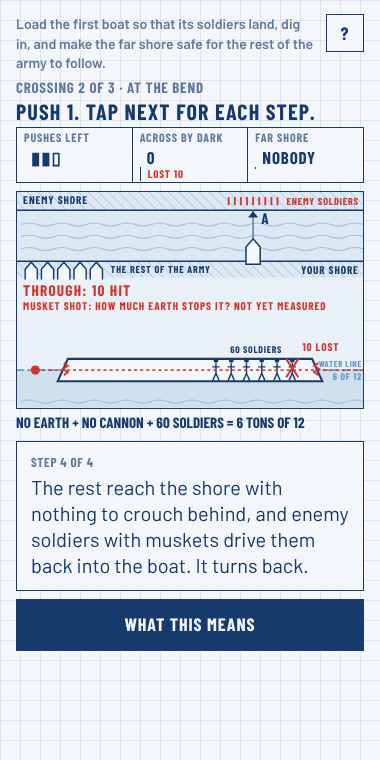 Load the first boat so that its soldiers land, dig
in, and make the far shore safe for the rest of the
army to follow.
?
CROSSING 2 OF 3 · AT THE BEND
PUSH 1. TAP NEXT FOR EACH STEP.
PUSHES LEFT
ACROSS BY DARK
0
LOST 10
FAR SHORE
NOBODY
ENEMY SHORE
ENEMY SOLDIERS
A
THE REST OF THE ARMY
YOUR SHORE
THROUGH: 10 HIT
MUSKET SHOT: HOW MUCH EARTH STOPS IT? NOT YET MEASURED
60 SOLDIERS
10 LOST
WATER LINE
6 OF 12
NO EARTH + NO CANNON + 60 SOLDIERS = 6 TONS OF 12
STEP 4 OF 4
The rest reach the shore with
nothing to crouch behind, and enemy
soldiers with muskets drive them
back into the boat. It turns back.
WHAT THIS MEANS